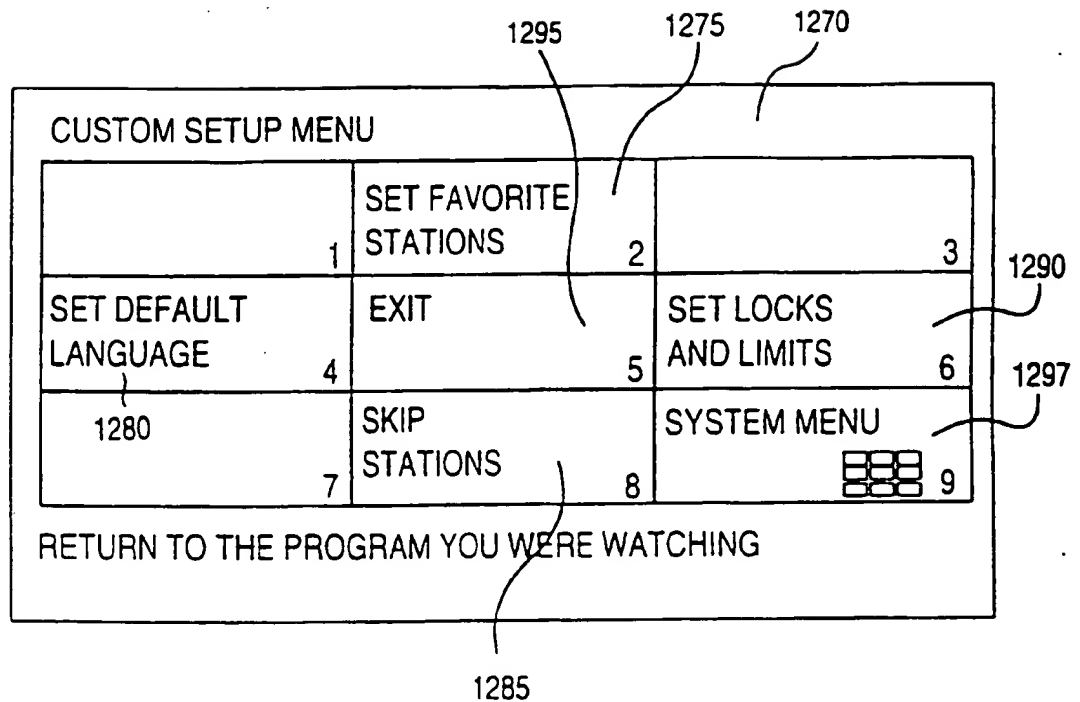 1295 1275 1270
CUSTOM SETUP MENU
1
SET FAVORITE
STATIONS
2
3
1290
SET DEFAULT
LANGUAGE
4
EXIT
5
SET LOCKS
AND LIMITS
6
1297
1280
7
SKIP
STATIONS
8
SYSTEM MENU
9
RETURN TO THE PROGRAM YOU WERE WATCHING
1285